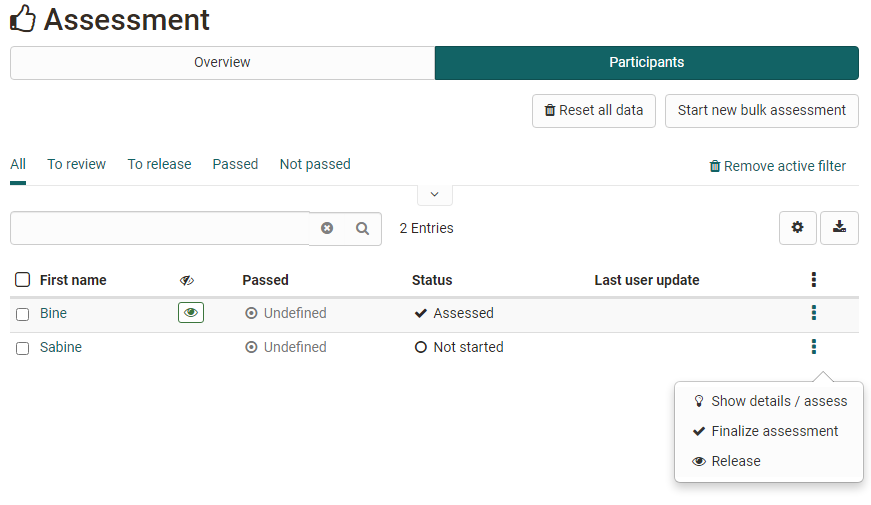 Assessment
Overview Participants
Reset all data Start new bulk assessment
All To review To release Passed Not passed Remove active filter
2 Entries
First name Passed Status Last user update
Bine Undefined Assessed
Sabine Undefined Not started
Show details / assess
Finalize assessment
Release